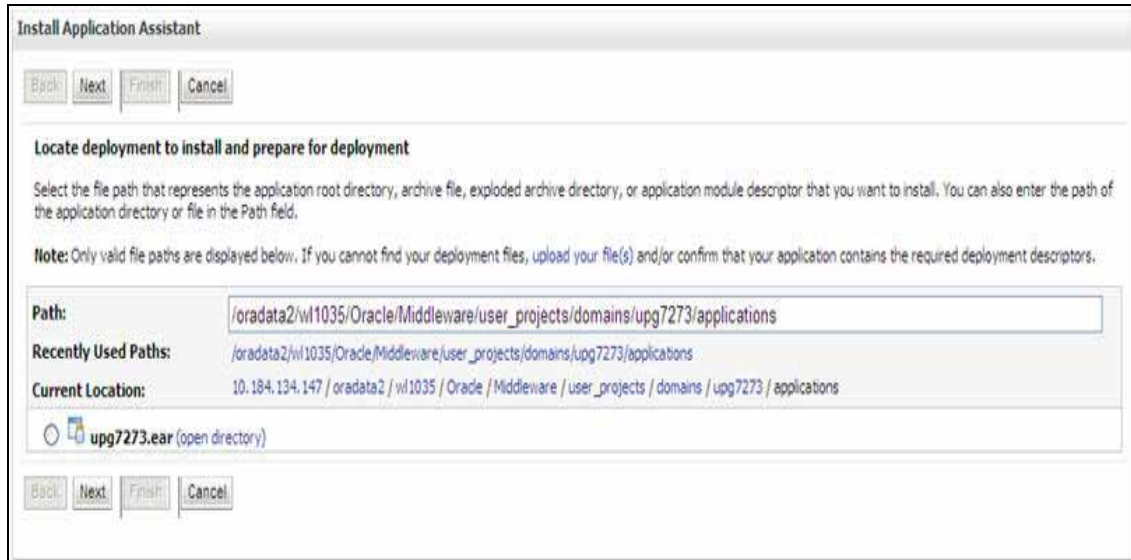 Install Application Assistant
Back Next Finish Cancel
Locate deployment to install and prepare for deployment
Select the file path that represents the application root directory, archive file, exploded archive directory, or application module descriptor that you want to install. You can also enter the path of
the application directory or file in the Path field.
Note: Only valid file paths are displayed below. If you cannot find your deployment files, upload your file(s) and/or confirm that your application contains the required deployment descriptors.
Path: /oradata2/wl1035/Oracle/Middleware/user_projects/domains/upg7273/applications
Recently Used Paths: /oradata2/wl1035/Oracle/Middleware/user_projects/domains/upg7273/applications
Current Location: 10.184.134.147 / oradata2 / wl1035 / Oracle / Middleware / user_projects / domains / upg7273 / applications
upg7273.ear (open directory)
Back Next Finish Cancel